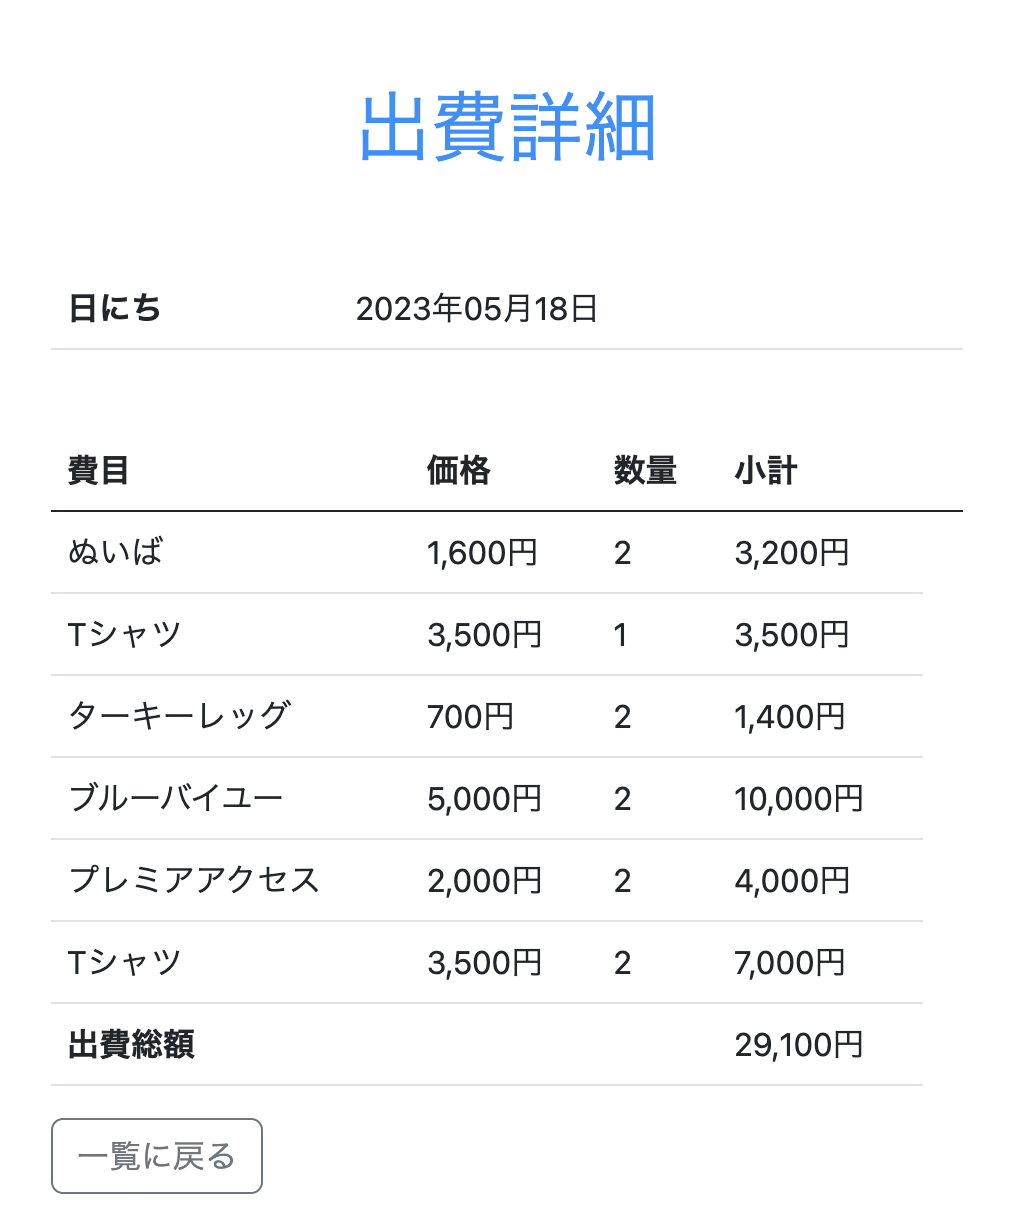 出費詳細
日にち 2023年05月18日
費目 価格 数量 小計
ぬいば 1,600円 2 3,200円
Tシャツ 3,500円 1 3,500円
ターキーレッグ 700円 2 1,400円
ブルーバイユー 5,000円 2 10,000円
プレミアアクセス 2,000円 2 4,000円
Tシャツ 3,500円 2 7,000円
出費総額 29,100円
一覧に戻る